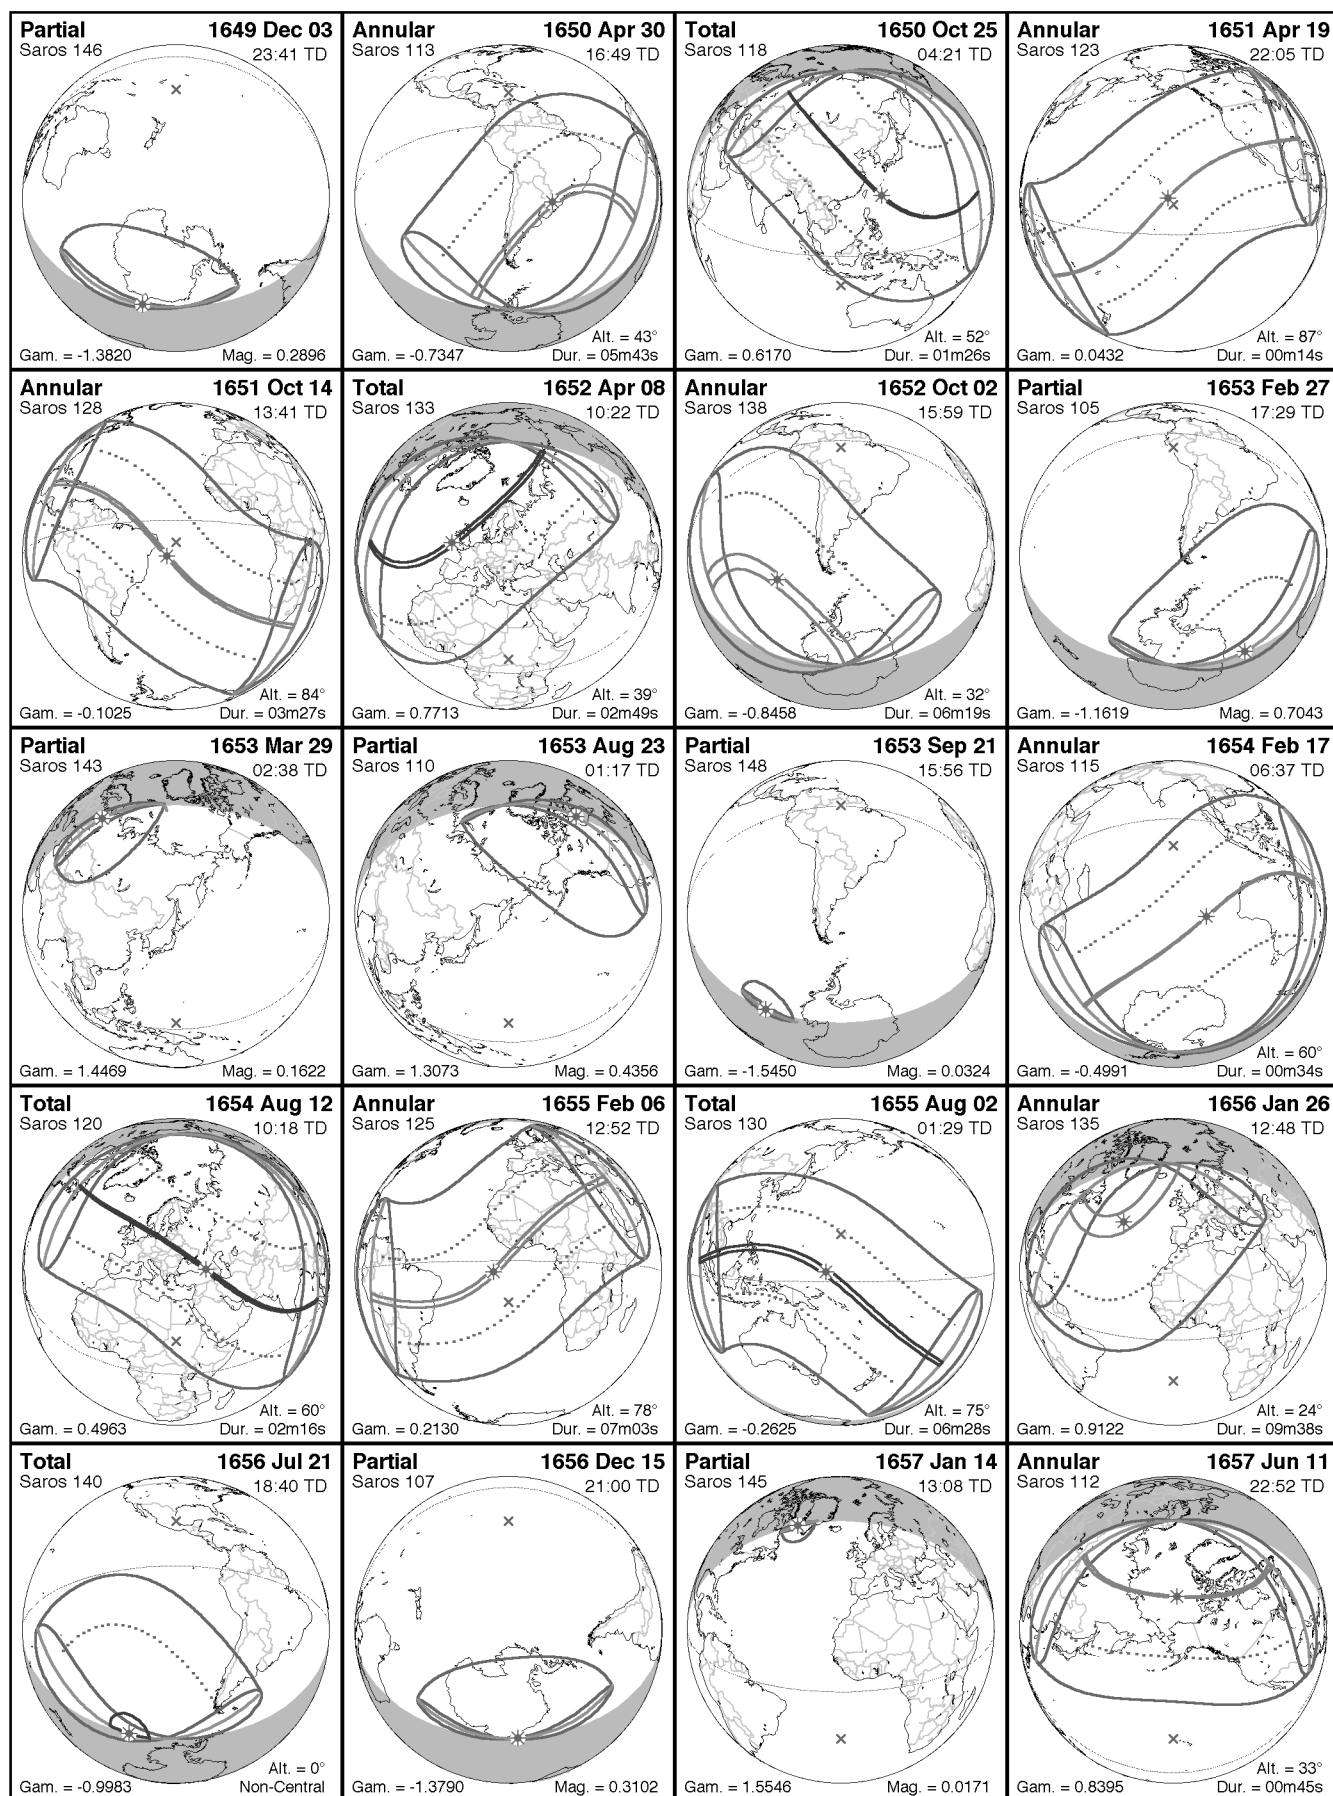 Partial 1649 Dec 03
Saros 146 23:41 TD
Gam. = -1.3820 Mag. = 0.2896
Annular 1650 Apr 30
Saros 113 16:49 TD
Alt. = 43°
Gam. = -0.7347 Dur. = 05m43s
Total 1650 Oct 25
Saros 118 04:21 TD
Alt. = 52°
Gam. = 0.6170 Dur. = 01m26s
Annular 1651 Apr 19
Saros 123 22:05 TD
Alt. = 87°
Gam. = 0.0432 Dur. = 00m14s
Annular 1651 Oct 14
Saros 128 13:41 TD
Alt. = 84°
Gam. = -0.1025 Dur. = 03m27s
Total 1652 Apr 08
Saros 133 10:22 TD
Alt. = 39°
Gam. = 0.7713 Dur. = 02m49s
Annular 1652 Oct 02
Saros 138 15:59 TD
Alt. = 32°
Gam. = -0.8458 Dur. = 06m19s
Partial 1653 Feb 27
Saros 105 17:29 TD
Gam. = -1.1619 Mag. = 0.7043
Partial 1653 Mar 29
Saros 143 02:38 TD
Gam. = 1.4469 Mag. = 0.1622
Partial 1653 Aug 23
Saros 110 01:17 TD
Gam. = 1.3073 Mag. = 0.4356
Partial 1653 Sep 21
Saros 148 15:56 TD
Gam. = -1.5450 Mag. = 0.0324
Annular 1654 Feb 17
Saros 115 06:37 TD
Alt. = 60°
Gam. = -0.4991 Dur. = 00m34s
Total 1654 Aug 12
Saros 120 10:18 TD
Alt. = 60°
Gam. = 0.4963 Dur. = 02m16s
Annular 1655 Feb 06
Saros 125 12:52 TD
Alt. = 78°
Gam. = 0.2130 Dur. = 07m03s
Total 1655 Aug 02
Saros 130 01:29 TD
Alt. = 75°
Gam. = -0.2625 Dur. = 06m28s
Annular 1656 Jan 26
Saros 135 12:48 TD
Alt. = 24°
Gam. = 0.9122 Dur. = 09m38s
Total 1656 Jul 21
Saros 140 18:40 TD
Alt. = 0°
Gam. = -0.9983 Non-Central
Partial 1656 Dec 15
Saros 107 21:00 TD
Gam. = -1.3790 Mag. = 0.3102
Partial 1657 Jan 14
Saros 145 13:08 TD
Gam. = 1.5546 Mag. = 0.0171
Annular 1657 Jun 11
Saros 112 22:52 TD
Alt. = 33°
Gam. = 0.8395 Dur. = 00m45s